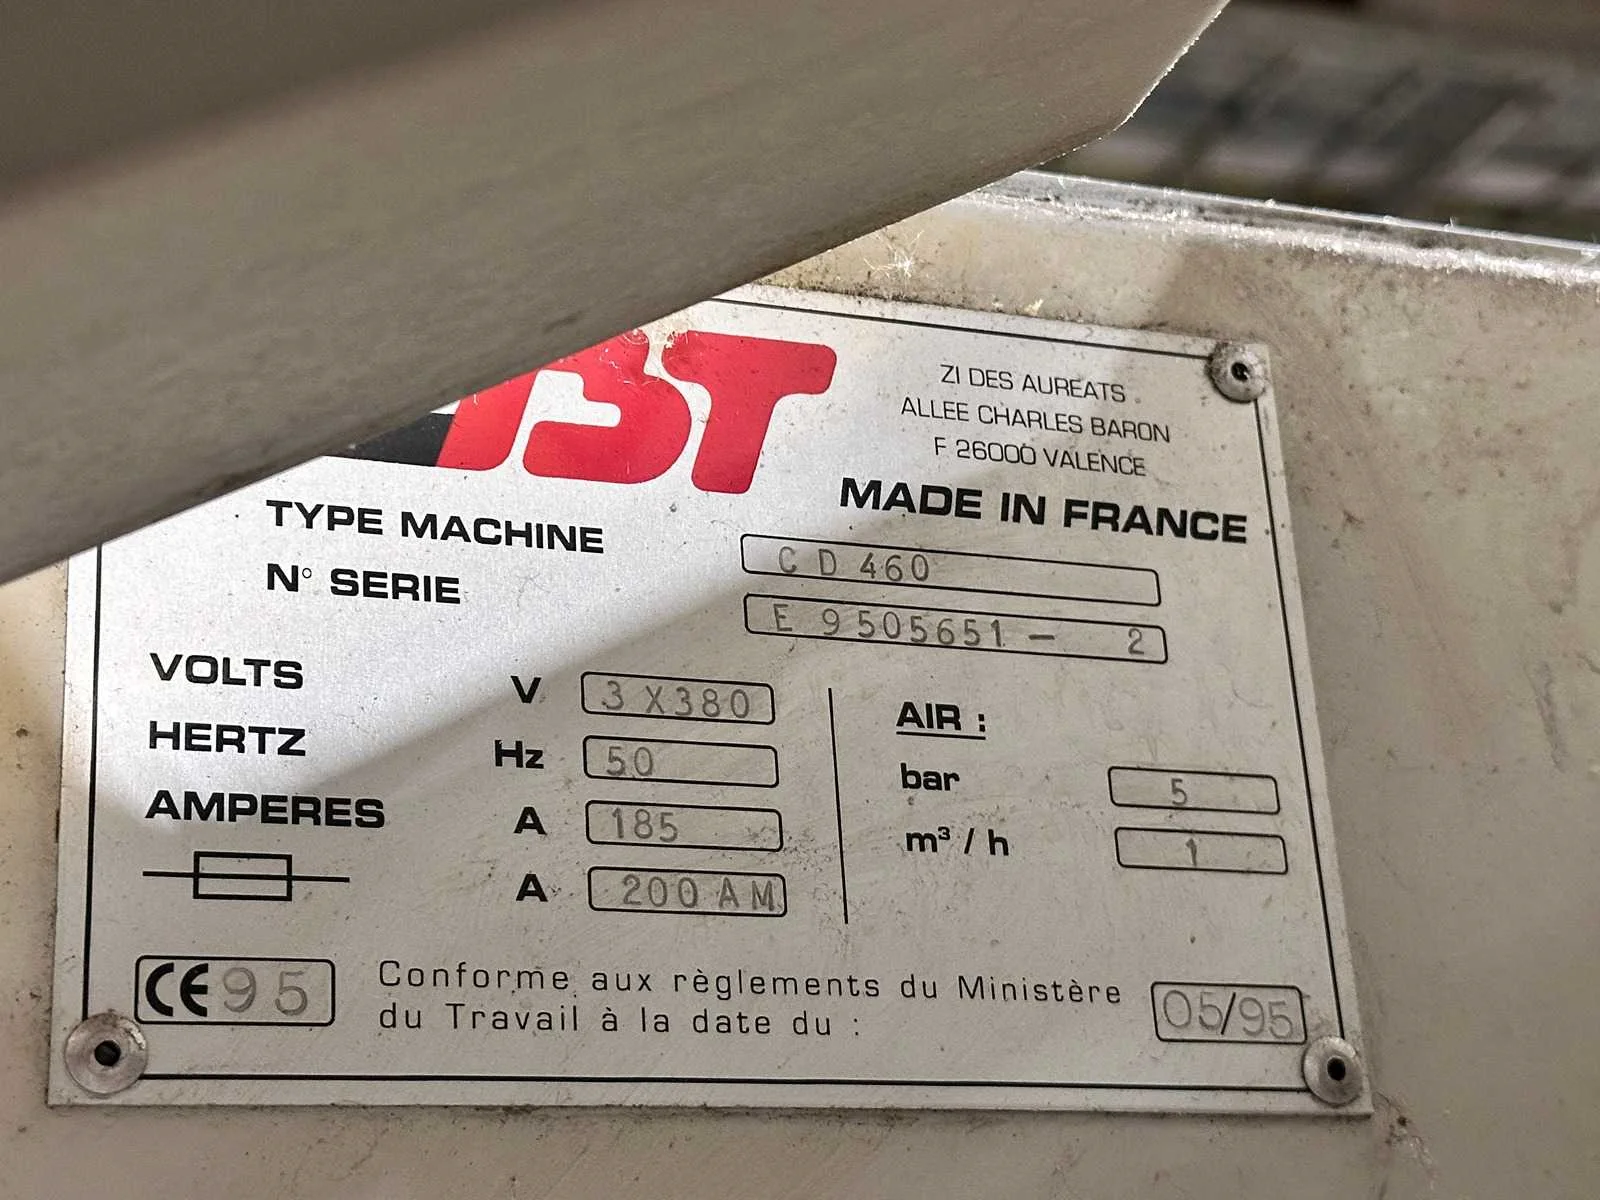 ZI DES AUREATS
ALLEE CHARLES BARON
F 26000 VALENCE
MADE IN FRANCE
TYPE MACHINE CD 460
N° SERIE E 9505651 - 2
VOLTS V 3 X380
HERTZ Hz 50
AMPERES A 185
A 200 AM
AIR :
bar 5
m³ / h 1
CE 95
Conforme aux règlements du Ministère
du Travail à la date du : 05/95